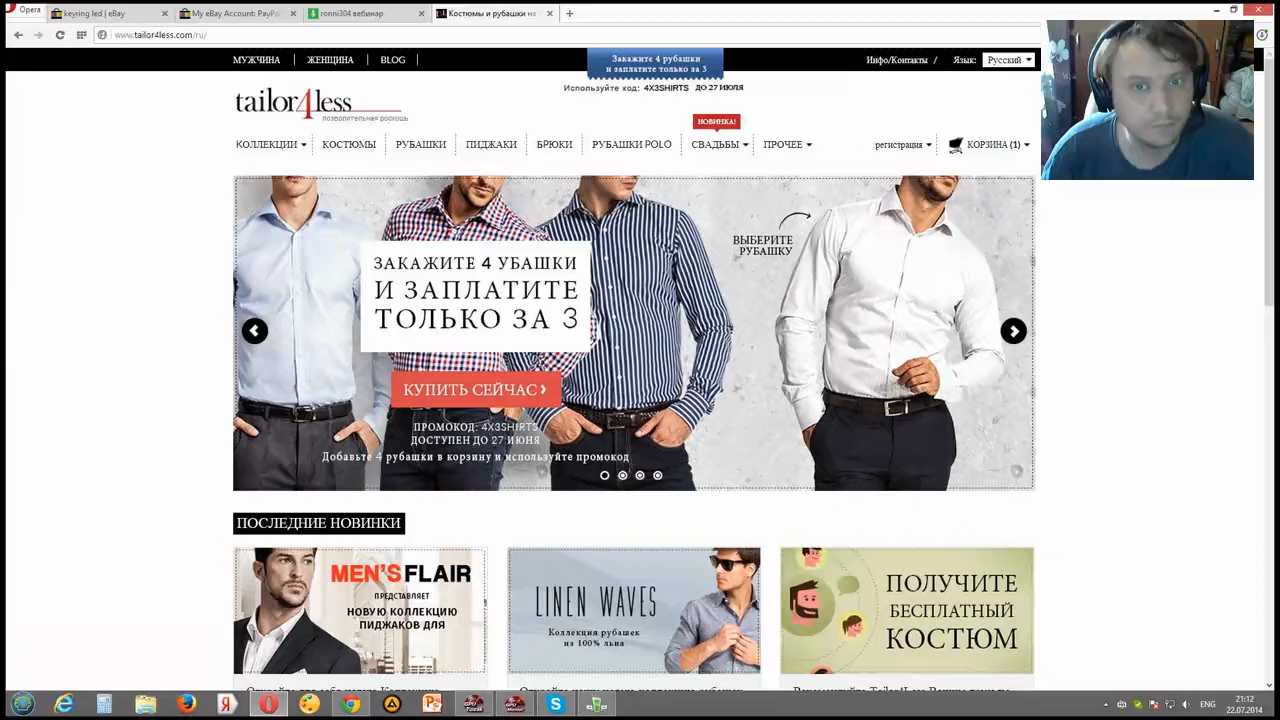 Opera
keyring led | eBay
My eBay Account: PayPa
ronni304 вебинар
Костюмы и рубашки на
www.tailor4less.com/ru/
МУЖЧИНА
ЖЕНЩИНА
BLOG
Закажите 4 рубашки
и заплатите только за 3
Инфо/Контакты /
Язык:
Русский
tailor4less
позволительная роскошь
Используйте код: 4X3SHIRTS ДО 27 ИЮЛЯ
НОВИНКА!
КОЛЛЕКЦИИ
КОСТЮМЫ
РУБАШКИ
ПИДЖАКИ
БРЮКИ
РУБАШКИ POLO
СВАДЬБЫ
ПРОЧЕЕ
регистрация
КОРЗИНА (1)
ВЫБЕРИТЕ
РУБАШКУ
ЗАКАЖИТЕ 4 УБАШКИ
И ЗАПЛАТИТЕ
ТОЛЬКО ЗА 3
КУПИТЬ СЕЙЧАС
ПРОМОКОД: 4X3SHIRTS
ДОСТУПЕН ДО 27 ИЮНЯ
Добавьте 4 рубашки в корзину и используйте промокод
ПОСЛЕДНИЕ НОВИНКИ
MEN'S FLAIR
ПРЕДСТАВЛЯЕТ
НОВУЮ КОЛЛЕКЦИЮ
ПИДЖАКОВ ДЛЯ
LINEN WAVES
Коллекция рубашек
из 100% льна
ПОЛУЧИТЕ
БЕСПЛАТНЫЙ
КОСТЮМ
ENG
21:12
22.07.2014